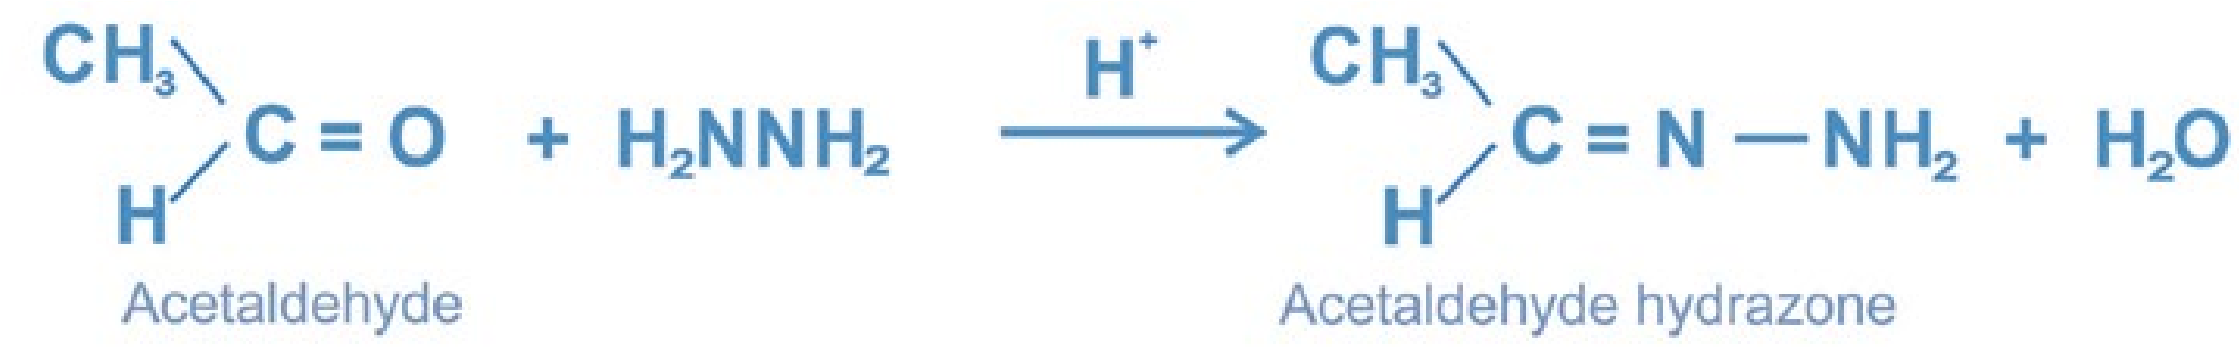 CH₃
H⁺
CH₃
C = O + H₂NNH₂
C = N — NH₂ + H₂O
H
H
Acetaldehyde
Acetaldehyde hydrazone